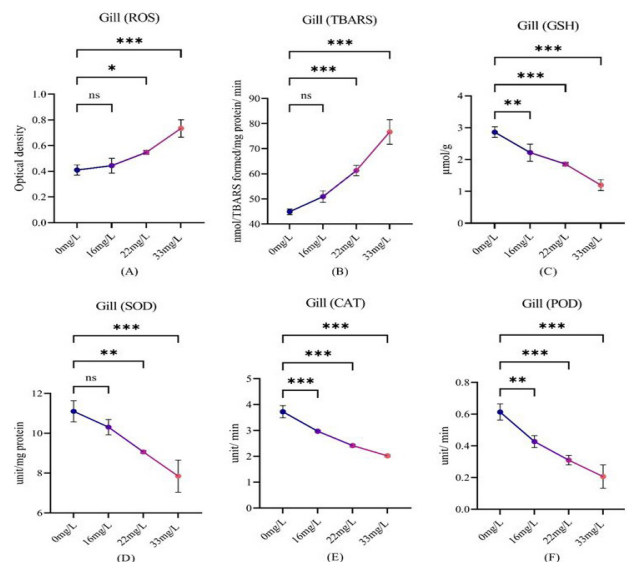 Gill (ROS)
***
*
ns
Optical density
1.0
0.8
0.6
0.4
0.2
0.0
0mg/L
16mg/L
22mg/L
33mg/L
(A)
Gill (TBARS)
***
***
ns
nmol/TBARS formed/mg protein/ min
90
80
70
60
50
40
0mg/L
16mg/L
22mg/L
33mg/L
(B)
Gill (GSH)
***
***
**
μmol/g
4
3
2
1
0
0mg/L
16mg/L
22mg/L
33mg/L
(C)
Gill (SOD)
***
**
ns
unit/mg protein
12
10
8
6
0mg/L
16mg/L
22mg/L
33mg/L
(D)
Gill (CAT)
***
***
***
unit/ min
5
4
3
2
1
0
0mg/L
16mg/L
22mg/L
33mg/L
(E)
Gill (POD)
***
***
**
unit/ min
0.8
0.6
0.4
0.2
0.0
0mg/L
16mg/L
22mg/L
33mg/L
(F)